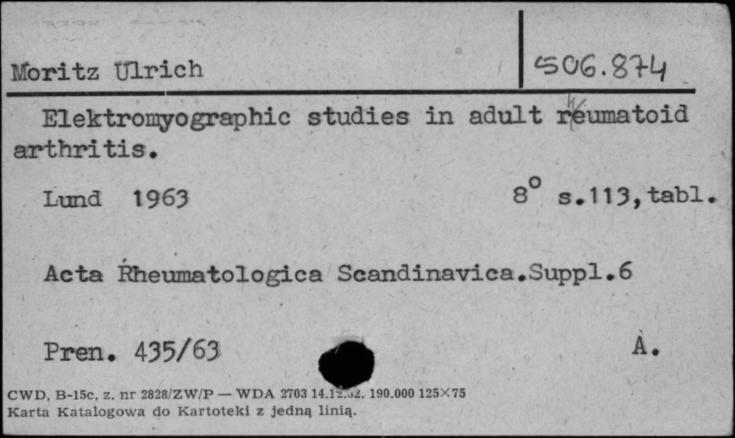 Moritz Ulrich
506.874
Elektromyographic studies in adult rheumatoid
arthritis.
Lund 1963 8° s.113, tabl.
Acta Rheumatologica Scandinavica.Suppl.6
Pren. 435/63 A.
CWD, B-15c, z. nr 2828/ZW/P — WDA 2703 190.000 125×75
Karta Katalogowa do Kartoteki z jedną linią.